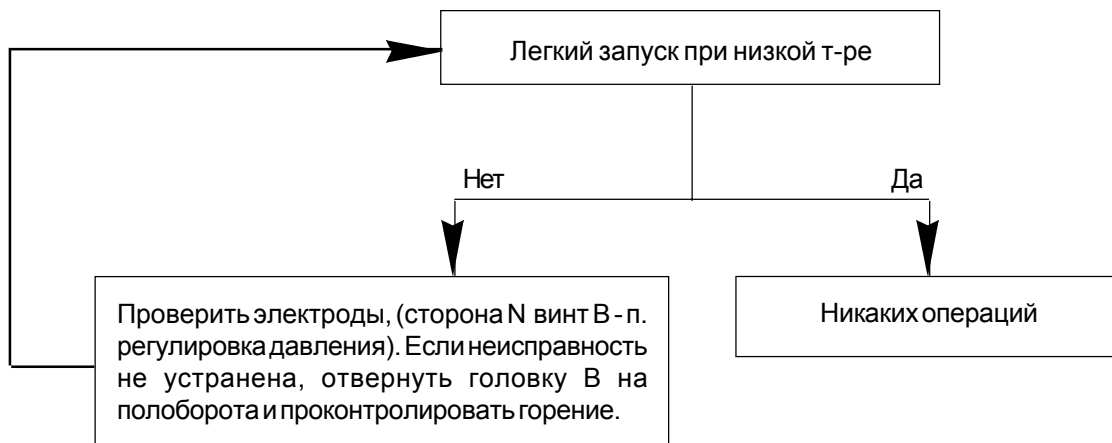 Легкий запуск при низкой т-ре
Нет
Да
Проверить электроды, (сторона N винт В - п.
регулировка давления). Если неисправность
не устранена, отвернуть головку В на
полоборота и проконтролировать горение.
Никаких операций